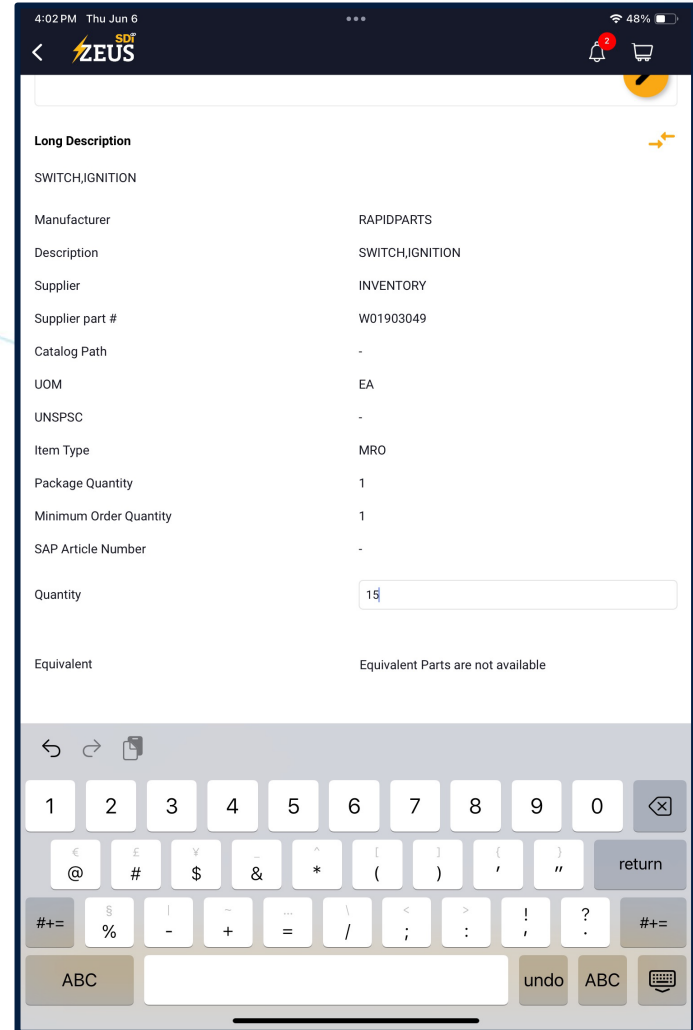 4:02 PM Thu Jun 6 ... 48%
SDi
ZEUS
2
Long Description
SWITCH,IGNITION
Manufacturer RAPIDPARTS
Description SWITCH,IGNITION
Supplier INVENTORY
Supplier part # W01903049
Catalog Path -
UOM EA
UNSPSC -
Item Type MRO
Package Quantity 1
Minimum Order Quantity 1
SAP Article Number -
Quantity 15
Equivalent Equivalent Parts are not available
1 2 3 4 5 6 7 8 9 0
€ £ ¥ _ ^ [ ] { }
@ # $ & * ( ) ' " return
§ | ~ … \ < > ! ?
#+= % - + = / ; : , . #+=
ABC undo ABC